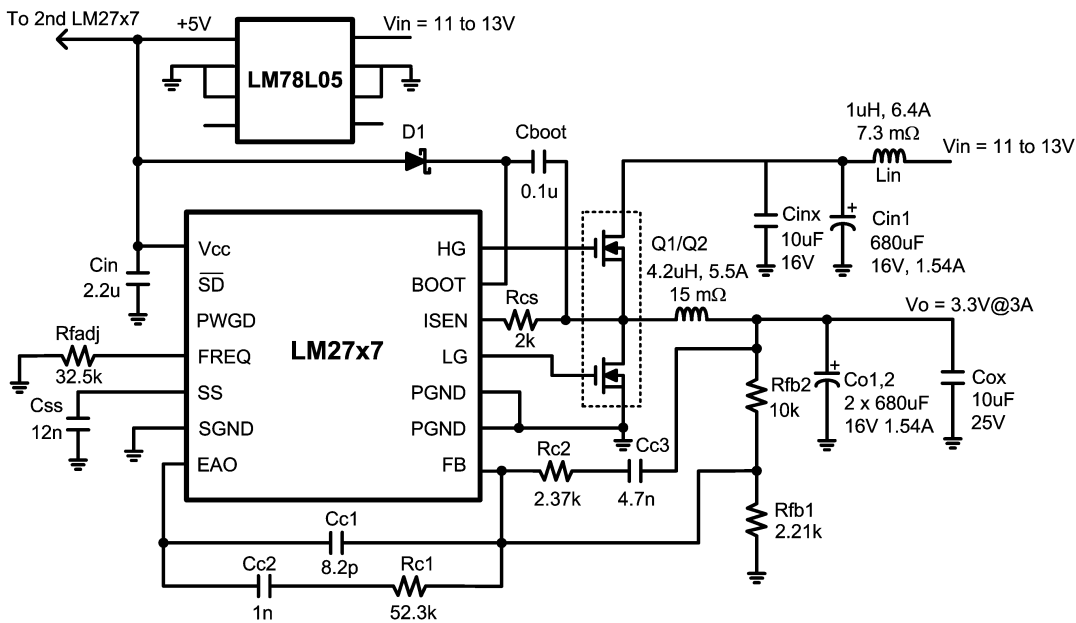 To 2nd LM27x7
+5V
Vin = 11 to 13V
LM78L05
D1
Cboot
0.1u
1uH, 6.4A
7.3 mΩ
Lin
Vin = 11 to 13V
Cinx
10uF
16V
+
Cin1
680uF
16V, 1.54A
Cin
2.2u
Vcc
SD
PWGD
FREQ
SS
SGND
EAO
LM27x7
HG
BOOT
ISEN
LG
PGND
PGND
FB
Rfadj
32.5k
Css
12n
Rcs
2k
Q1/Q2
4.2uH, 5.5A
15 mΩ
Vo = 3.3V@3A
Rfb2
10k
+
Co1,2
2 x 680uF
16V 1.54A
Cox
10uF
25V
Rc2
2.37k
Cc3
4.7n
Rfb1
2.21k
Cc1
8.2p
Cc2
1n
Rc1
52.3k